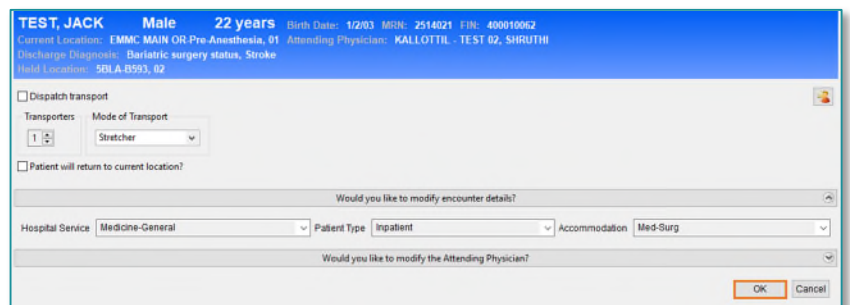 TEST, JACK Male 22 years Birth Date: 1/2/03 MRN: 2514021 FIN: 400010062
Current Location: EMMC MAIN OR-Pre-Anesthesia, 01 Attending Physician: KALLOTTIL - TEST 02, SHRUTHI
Discharge Diagnosis: Bariatric surgery status, Stroke
Held Location: 5BLA-B593, 02
Dispatch transport
Transporters Mode of Transport
1 Stretcher
Patient will return to current location?
Would you like to modify encounter details?
Hospital Service Medicine-General Patient Type Inpatient Accommodation Med-Surg
Would you like to modify the Attending Physician?
OK Cancel